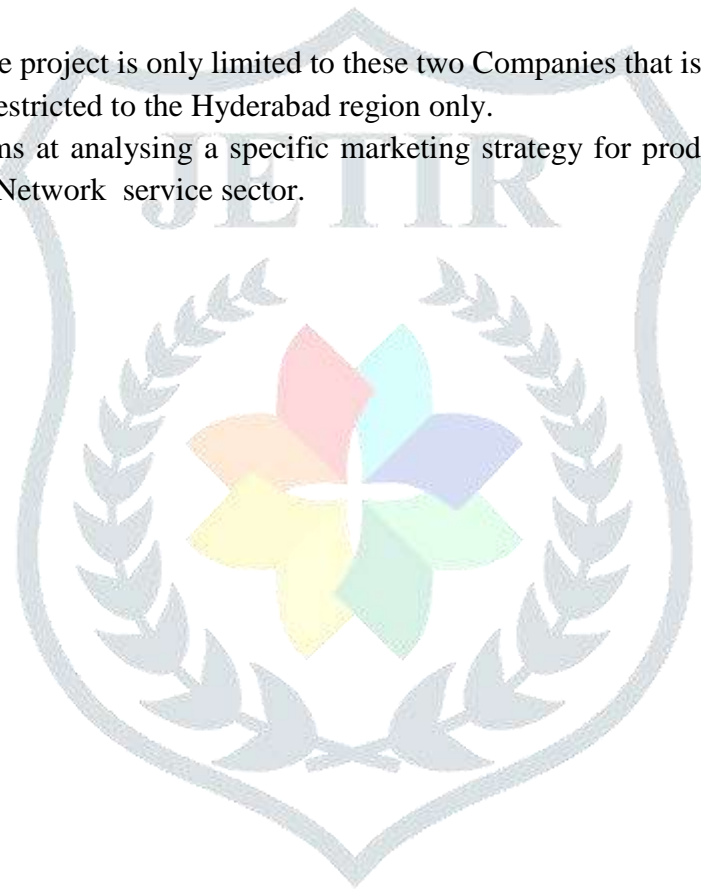 e project is only limited to these two Companies that is
estricted to the Hyderabad region only.
ms at analysing a specific marketing strategy for prod
Network service sector.
JETIR